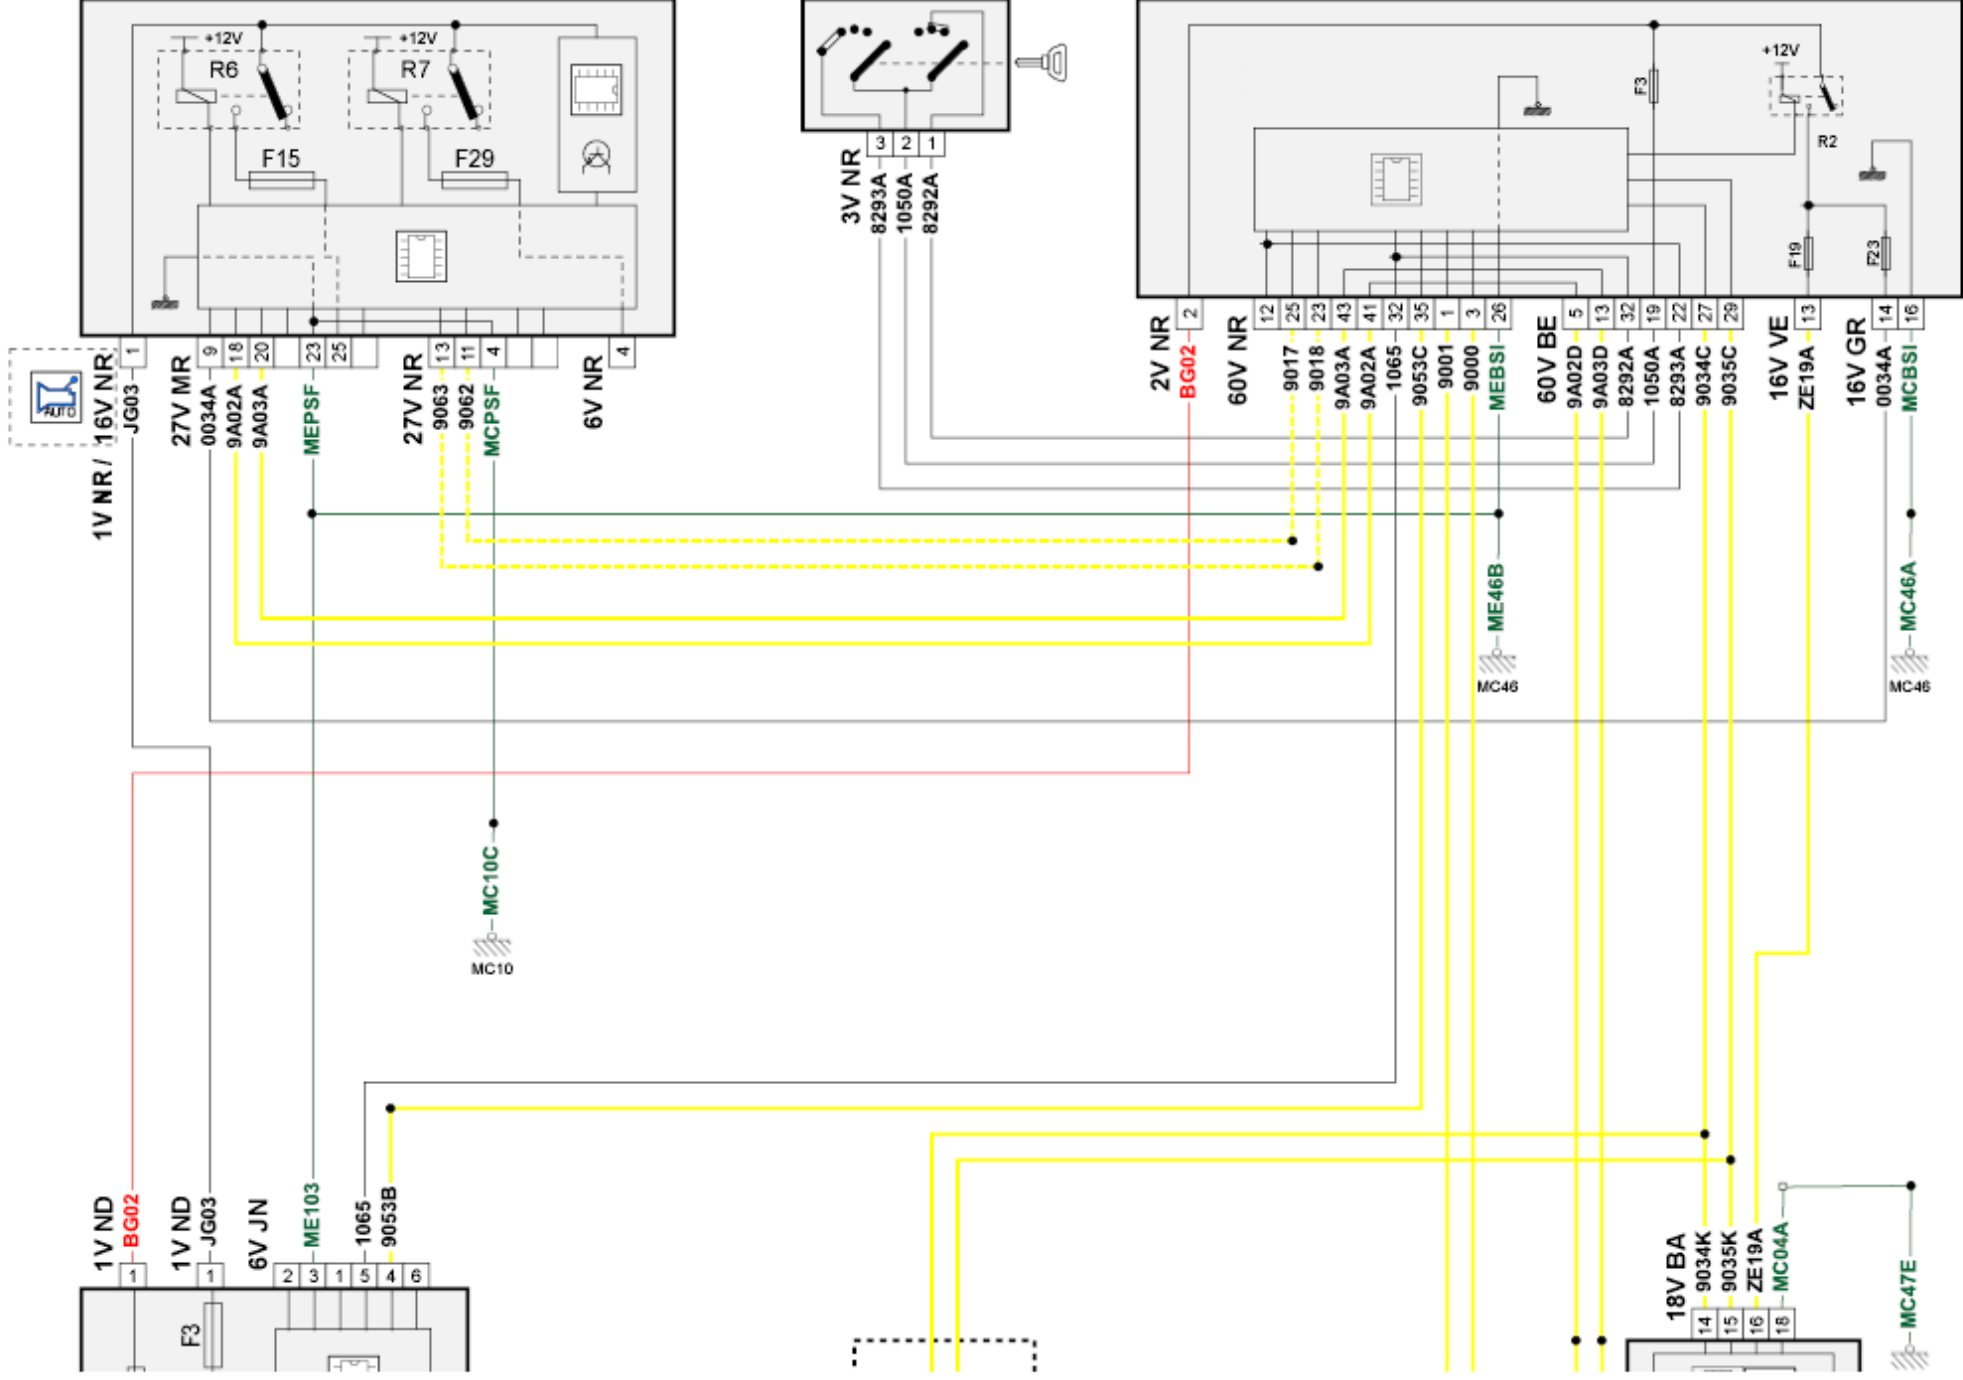 +12V
R6
F15
+12V
R7
F29
F3
+12V
R2
F19
F23
3
2
1
3V NR
8293A
1050A
8292A
AUTO
1V NR / 16V NR
1
JG03
27V MR
9
18
20
23
25
0034A
9A02A
9A03A
MEPSF
27V NR
13
11
4
9063
9062
MCPSF
6V NR
4
2V NR
2
BG02
60V NR
12
25
23
43
41
32
35
1
3
26
9017
9018
9A03A
9A02A
1065
9053C
9001
9000
MEBSI
60V BE
5
13
32
19
22
27
29
9A02D
9A03D
8292A
1050A
8293A
9034C
9035C
16V VE
13
ZE19A
16V GR
14
16
0034A
MCBSI
ME46B
MC46
MC46A
MC46
MC10C
MC10
1V ND
BG02
1
1V ND
JG03
1
6V JN
ME103
1065
9053B
2
3
1
5
4
6
F3
18V BA
9034K
9035K
ZE19A
MC04A
14
15
16
18
MC47E